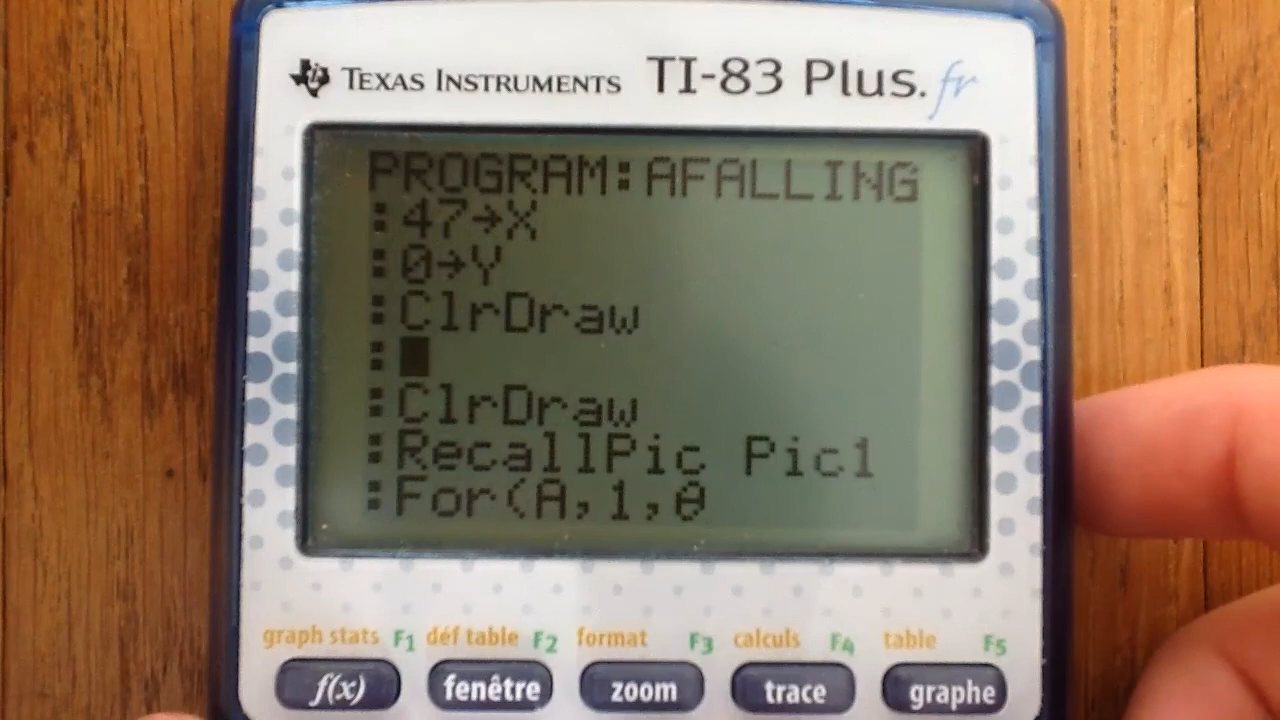 TEXAS INSTRUMENTS TI-83 Plus.fr
PROGRAM:AFALLING
:47→X
:0→Y
:ClrDraw
:
:ClrDraw
:RecallPic Pic1
:For(A,1,θ
graph stats F1 déf table F2 format F3 calculs F4 table F5
f(x) fenêtre zoom trace graphe